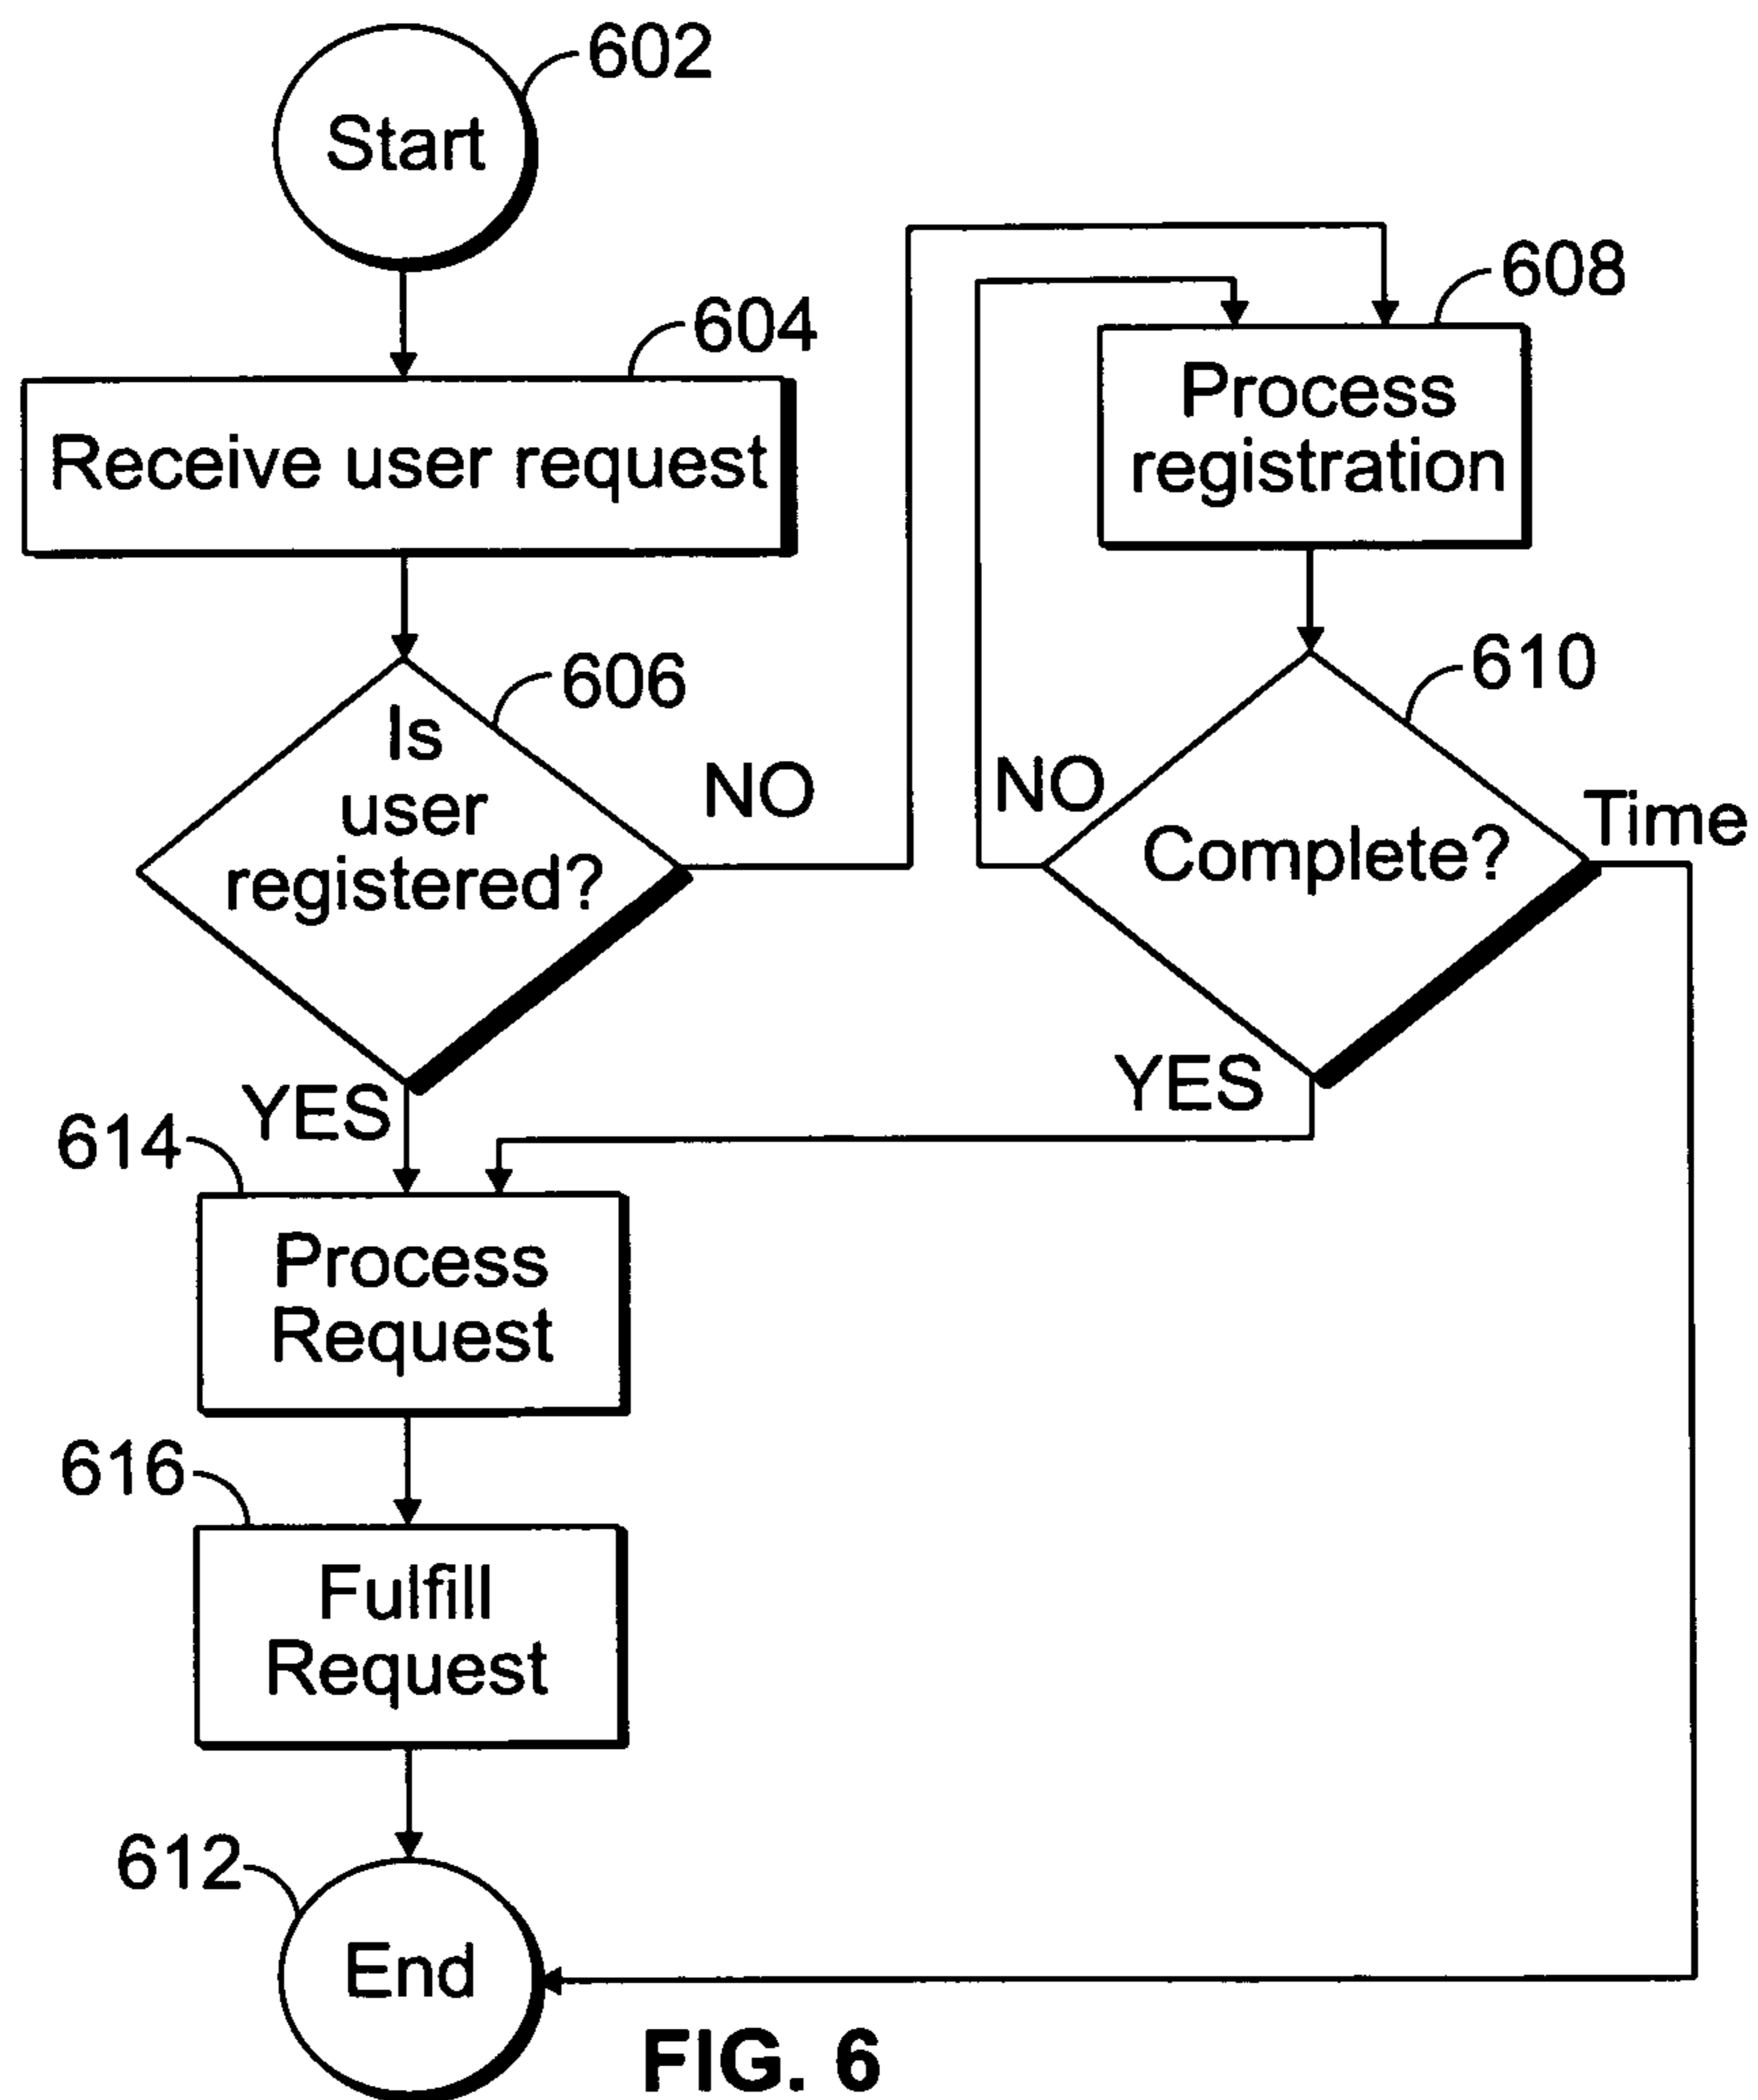 602
Start
604
Receive user request
608
Process
registration
606
Is
user
registered?
NO
610
NO
Complete?
Time
YES
YES
614
Process
Request
616
Fulfill
Request
612
End
FIG. 6